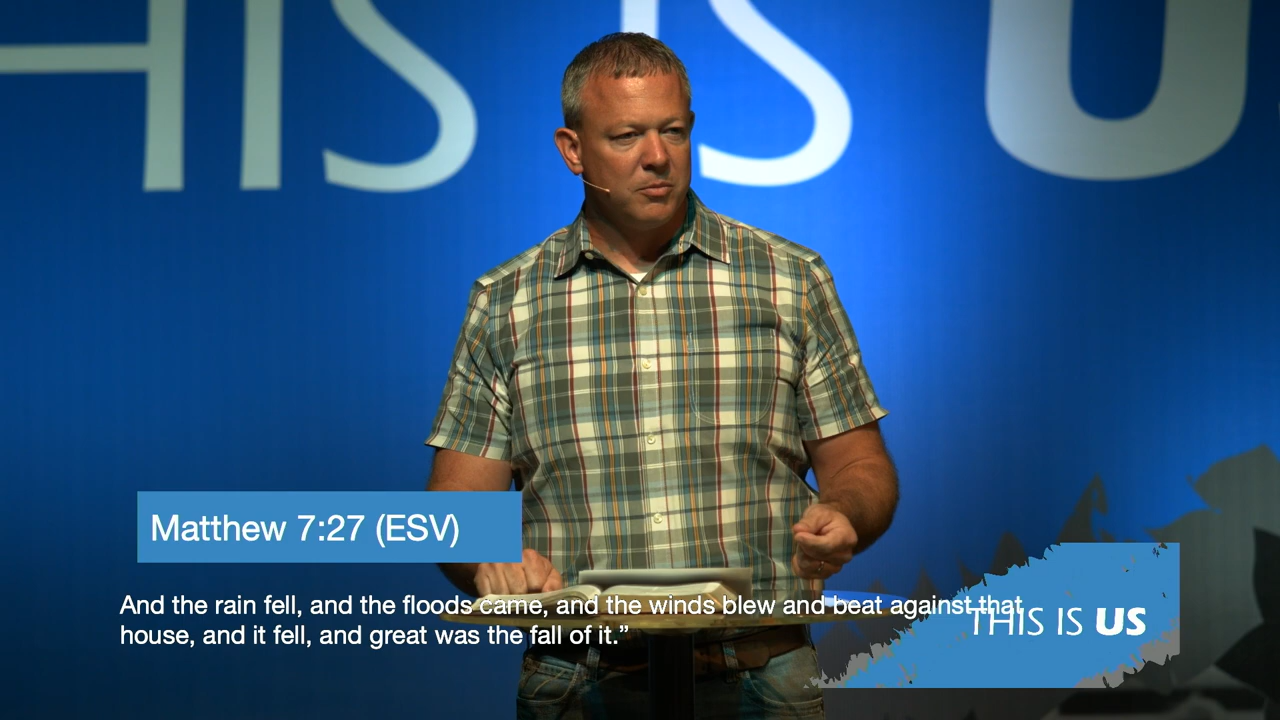 HIS IS U
Matthew 7:27 (ESV)
And the rain fell, and the floods came, and the winds blew and beat against that
house, and it fell, and great was the fall of it.”
THIS IS US